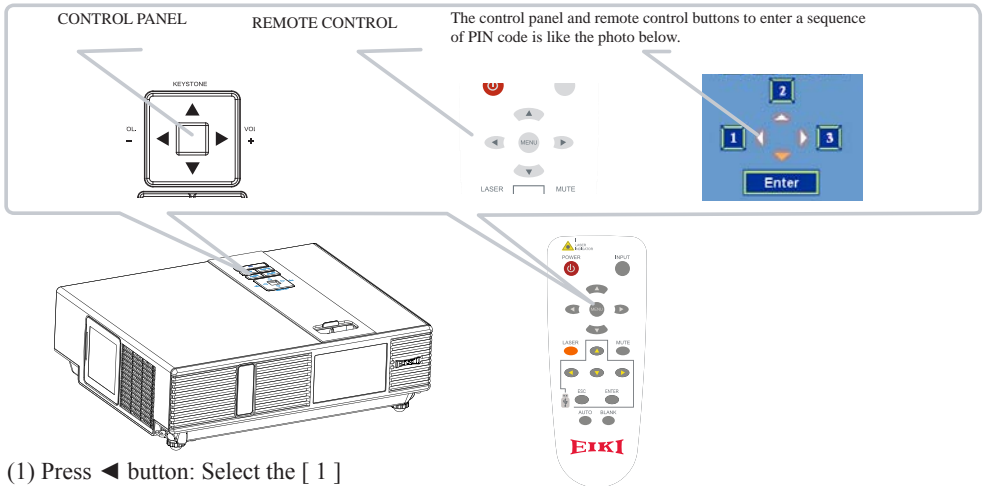 CONTROL PANEL
REMOTE CONTROL
The control panel and remote control buttons to enter a sequence
of PIN code is like the photo below.
KEYSTONE
OL.
-
VOL
+
MENU
LASER
MUTE
2
1
3
Enter
LASER
INDICATOR
POWER
INPUT
MENU
LASER
MUTE
ESC
ENTER
AUTO
BLANK
EIKI
(1) Press ◄ button: Select the [ 1 ]